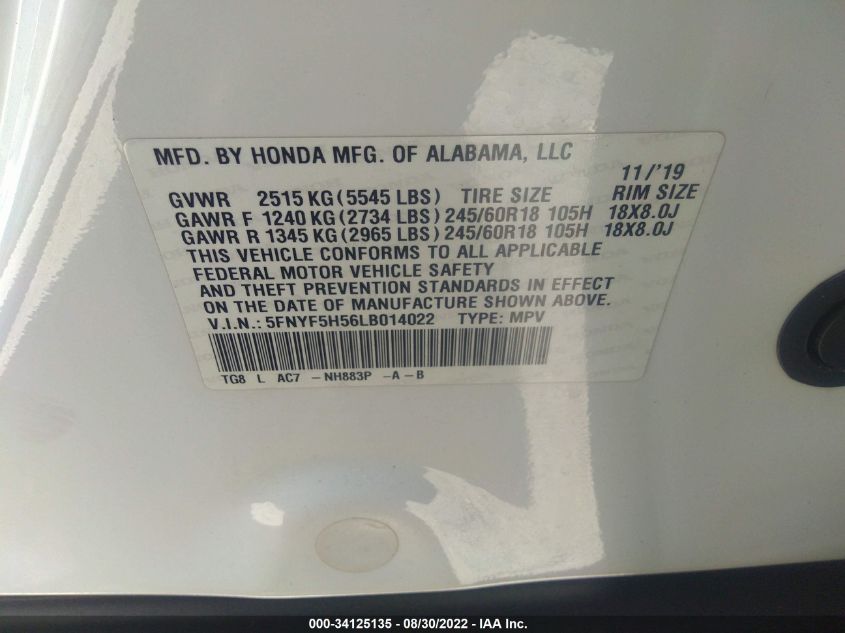 MFD. BY HONDA MFG. OF ALABAMA, LLC
11/'19
GVWR 2515 KG(5545 LBS) TIRE SIZE RIM SIZE
GAWR F 1240 KG(2734 LBS) 245/60R18 105H 18X8.0J
GAWR R 1345 KG(2965 LBS) 245/60R18 105H 18X8.0J
THIS VEHICLE CONFORMS TO ALL APPLICABLE
FEDERAL MOTOR VEHICLE SAFETY
AND THEFT PREVENTION STANDARDS IN EFFECT
ON THE DATE OF MANUFACTURE SHOWN ABOVE.
V.I.N.: 5FNYF5H56LB014022 TYPE: MPV
TG8 L AC7 -NH883P -A-B
000-34125135 - 08/30/2022 - IAA Inc.